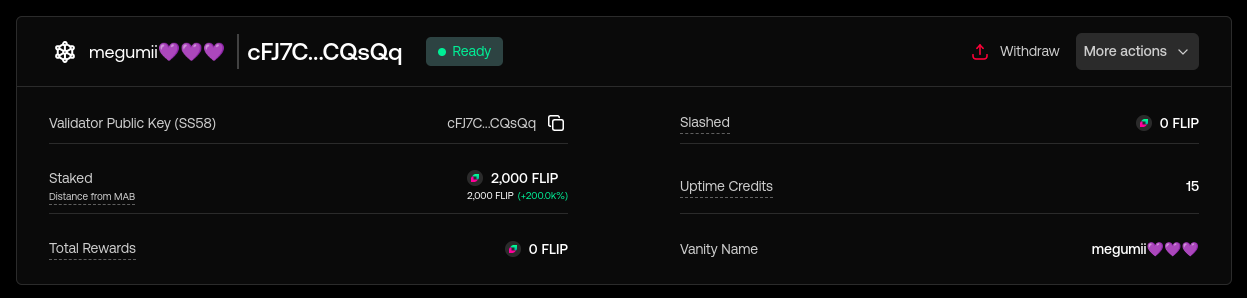 megumii💜💜💜 cFJ7C...CQsQq Ready Withdraw More actions
Validator Public Key (SS58) cFJ7C...CQsQq
Slashed 0 FLIP
Staked 2,000 FLIP
Distance from MAB 2,000 FLIP (+200.0k%)
Uptime Credits 15
Total Rewards 0 FLIP
Vanity Name megumii💜💜💜